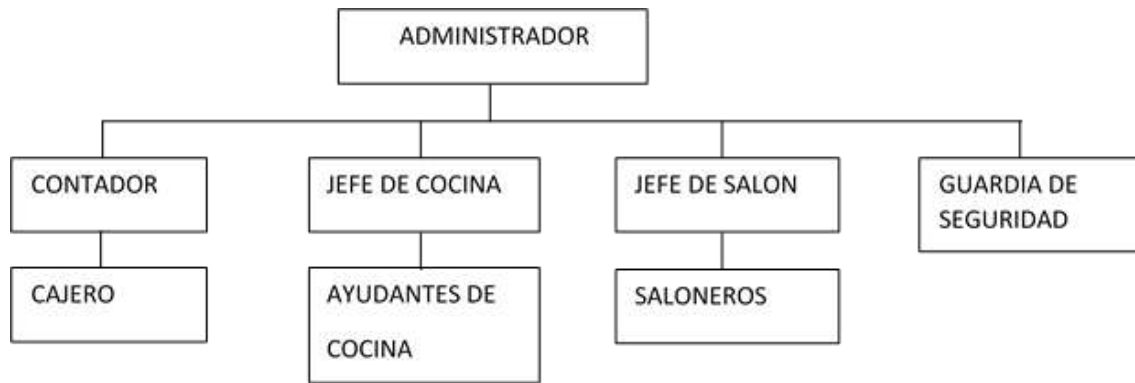 ADMINISTRADOR
CONTADOR
JEFE DE COCINA
JEFE DE SALON
GUARDIA DE
SEGURIDAD
CAJERO
AYUDANTES DE
COCINA
SALONEROS